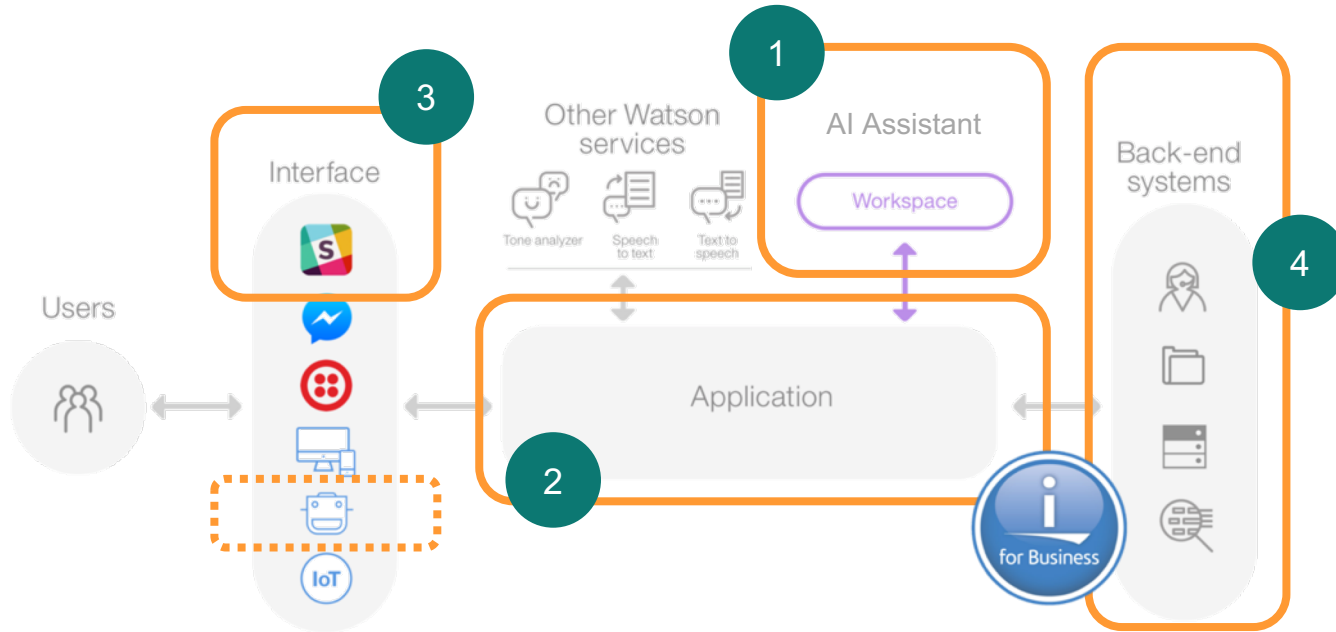 1
3
Other Watson
services
AI Assistant
Back-end
systems
Interface
Workspace
S
Tone analyzer
Speech
to text
Text to
speech
4
Users
Application
2
i
for Business
IoT